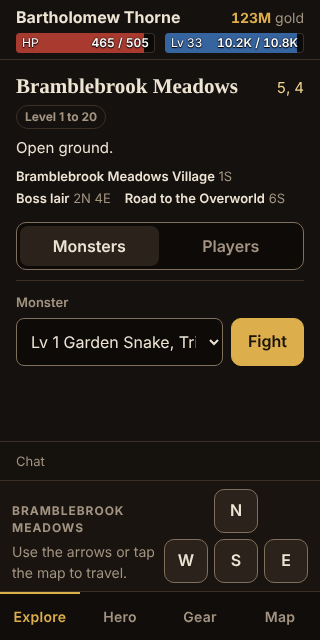 Bartholomew Thorne 123M gold
HP 465 / 505 Lv 33 10.2K / 10.8K
Bramblebrook Meadows 5, 4
Level 1 to 20
Open ground.
Bramblebrook Meadows Village 1S
Boss lair 2N 4E Road to the Overworld 6S
Monsters Players
Monster
Lv 1 Garden Snake, Tri Fight
Chat
BRAMBLEBROOK
MEADOWS
Use the arrows or tap
the map to travel.
N
W S E
Explore Hero Gear Map